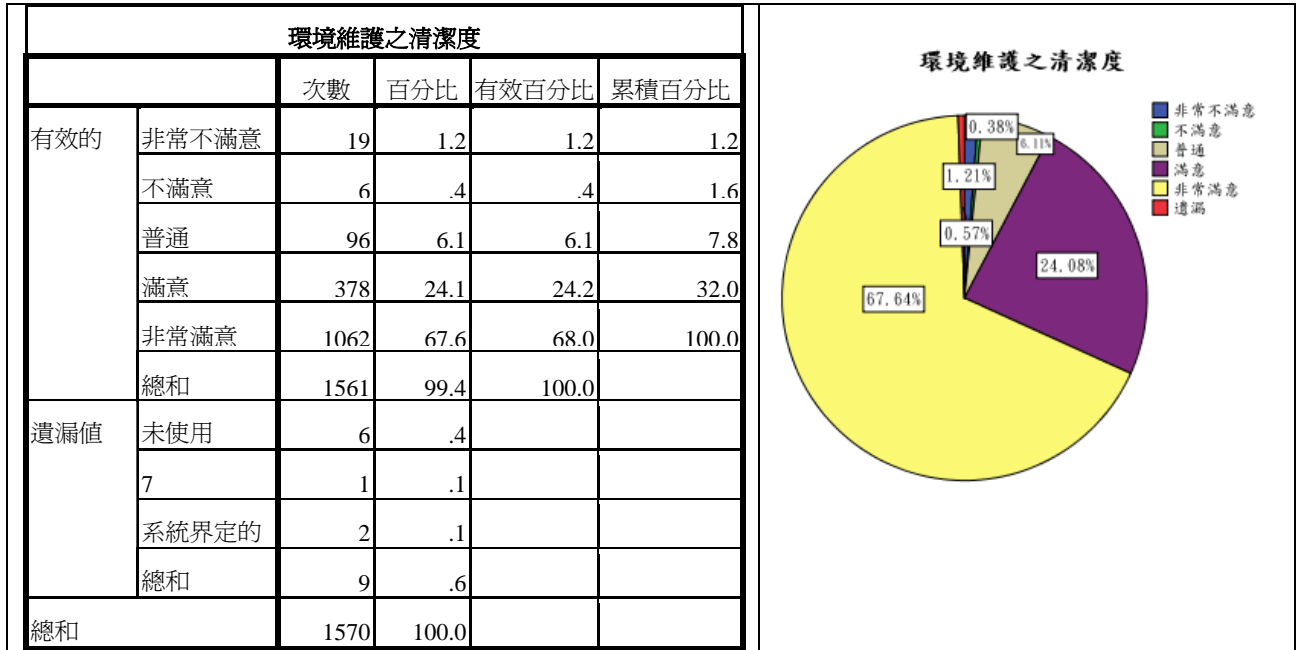 環境維護之清潔度
次數 百分比 有效百分比 累積百分比
有效的 非常不滿意 19 1.2 1.2 1.2
不滿意 6 .4 .4 1.6
普通 96 6.1 6.1 7.8
滿意 378 24.1 24.2 32.0
非常滿意 1062 67.6 68.0 100.0
總和 1561 99.4 100.0
遺漏值 未使用 6 .4
7 1 .1
系統界定的 2 .1
總和 9 .6
總和 1570 100.0
環境維護之清潔度
非常不滿意
不滿意
普通
滿意
非常滿意
遺漏
0.38%
6.11%
1.21%
0.57%
24.08%
67.64%